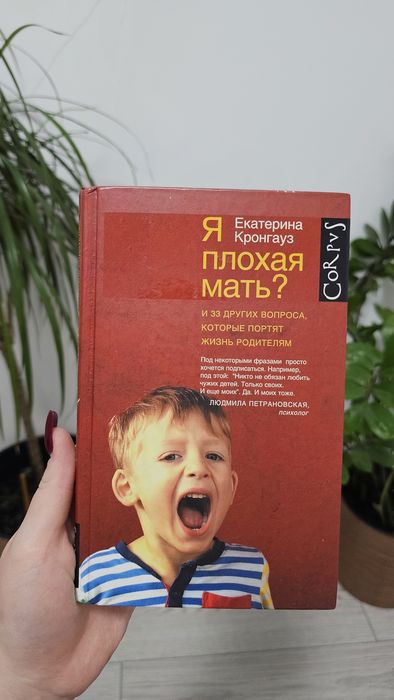 Екатерина
Кронгауз
Я
плохая
мать?
И 33 ДРУГИХ ВОПРОСА,
КОТОРЫЕ ПОРТЯТ
ЖИЗНЬ РОДИТЕЛЯМ
Под некоторыми фразами просто
хочется подписаться. Например,
под этой: "Никто не обязан любить
чужих детей. Только своих.
И еще моих". Да. И моих тоже.
ЛЮДМИЛА ПЕТРАНОВСКАЯ,
психолог
CORPVS